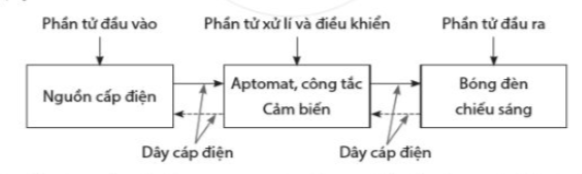 Phần tử đầu vào
Phần tử xử lí và điều khiển
Phần tử đầu ra
Nguồn cấp điện
Aptomat, công tắc
Cảm biến
Bóng đèn
chiếu sáng
Dây cáp điện
Dây cáp điện